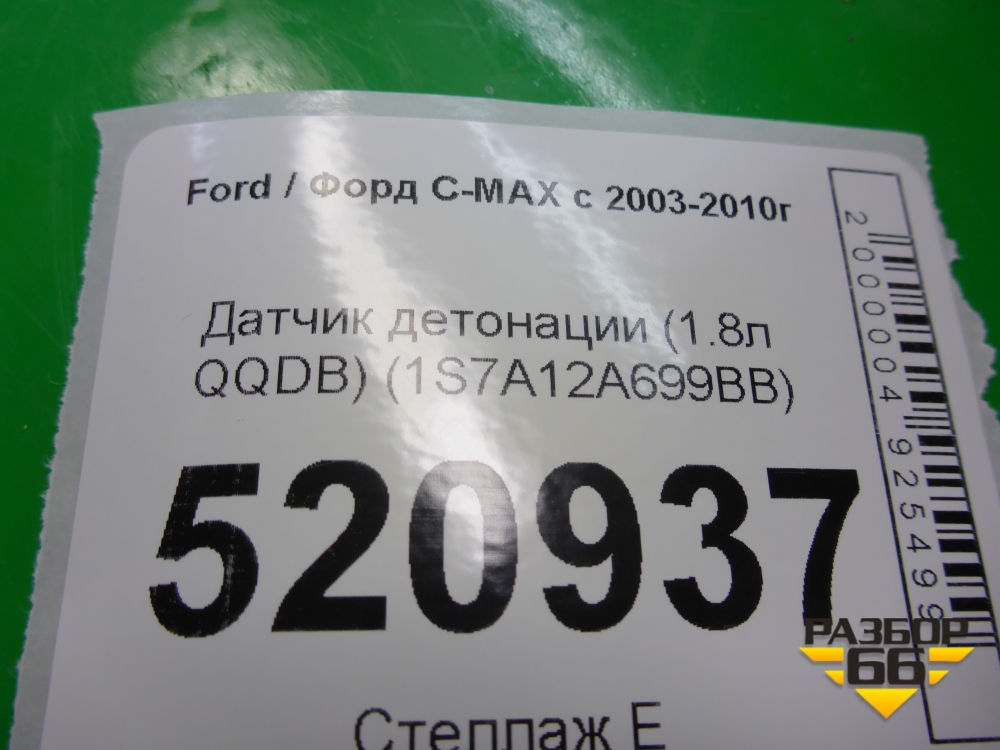 Ford / Форд C-MAX с 2003-2010г
Датчик детонации (1.8л
QQDB) (1S7A12A699BB)
520937
Стеллаж E
2000004925499
РАЗБОР
66